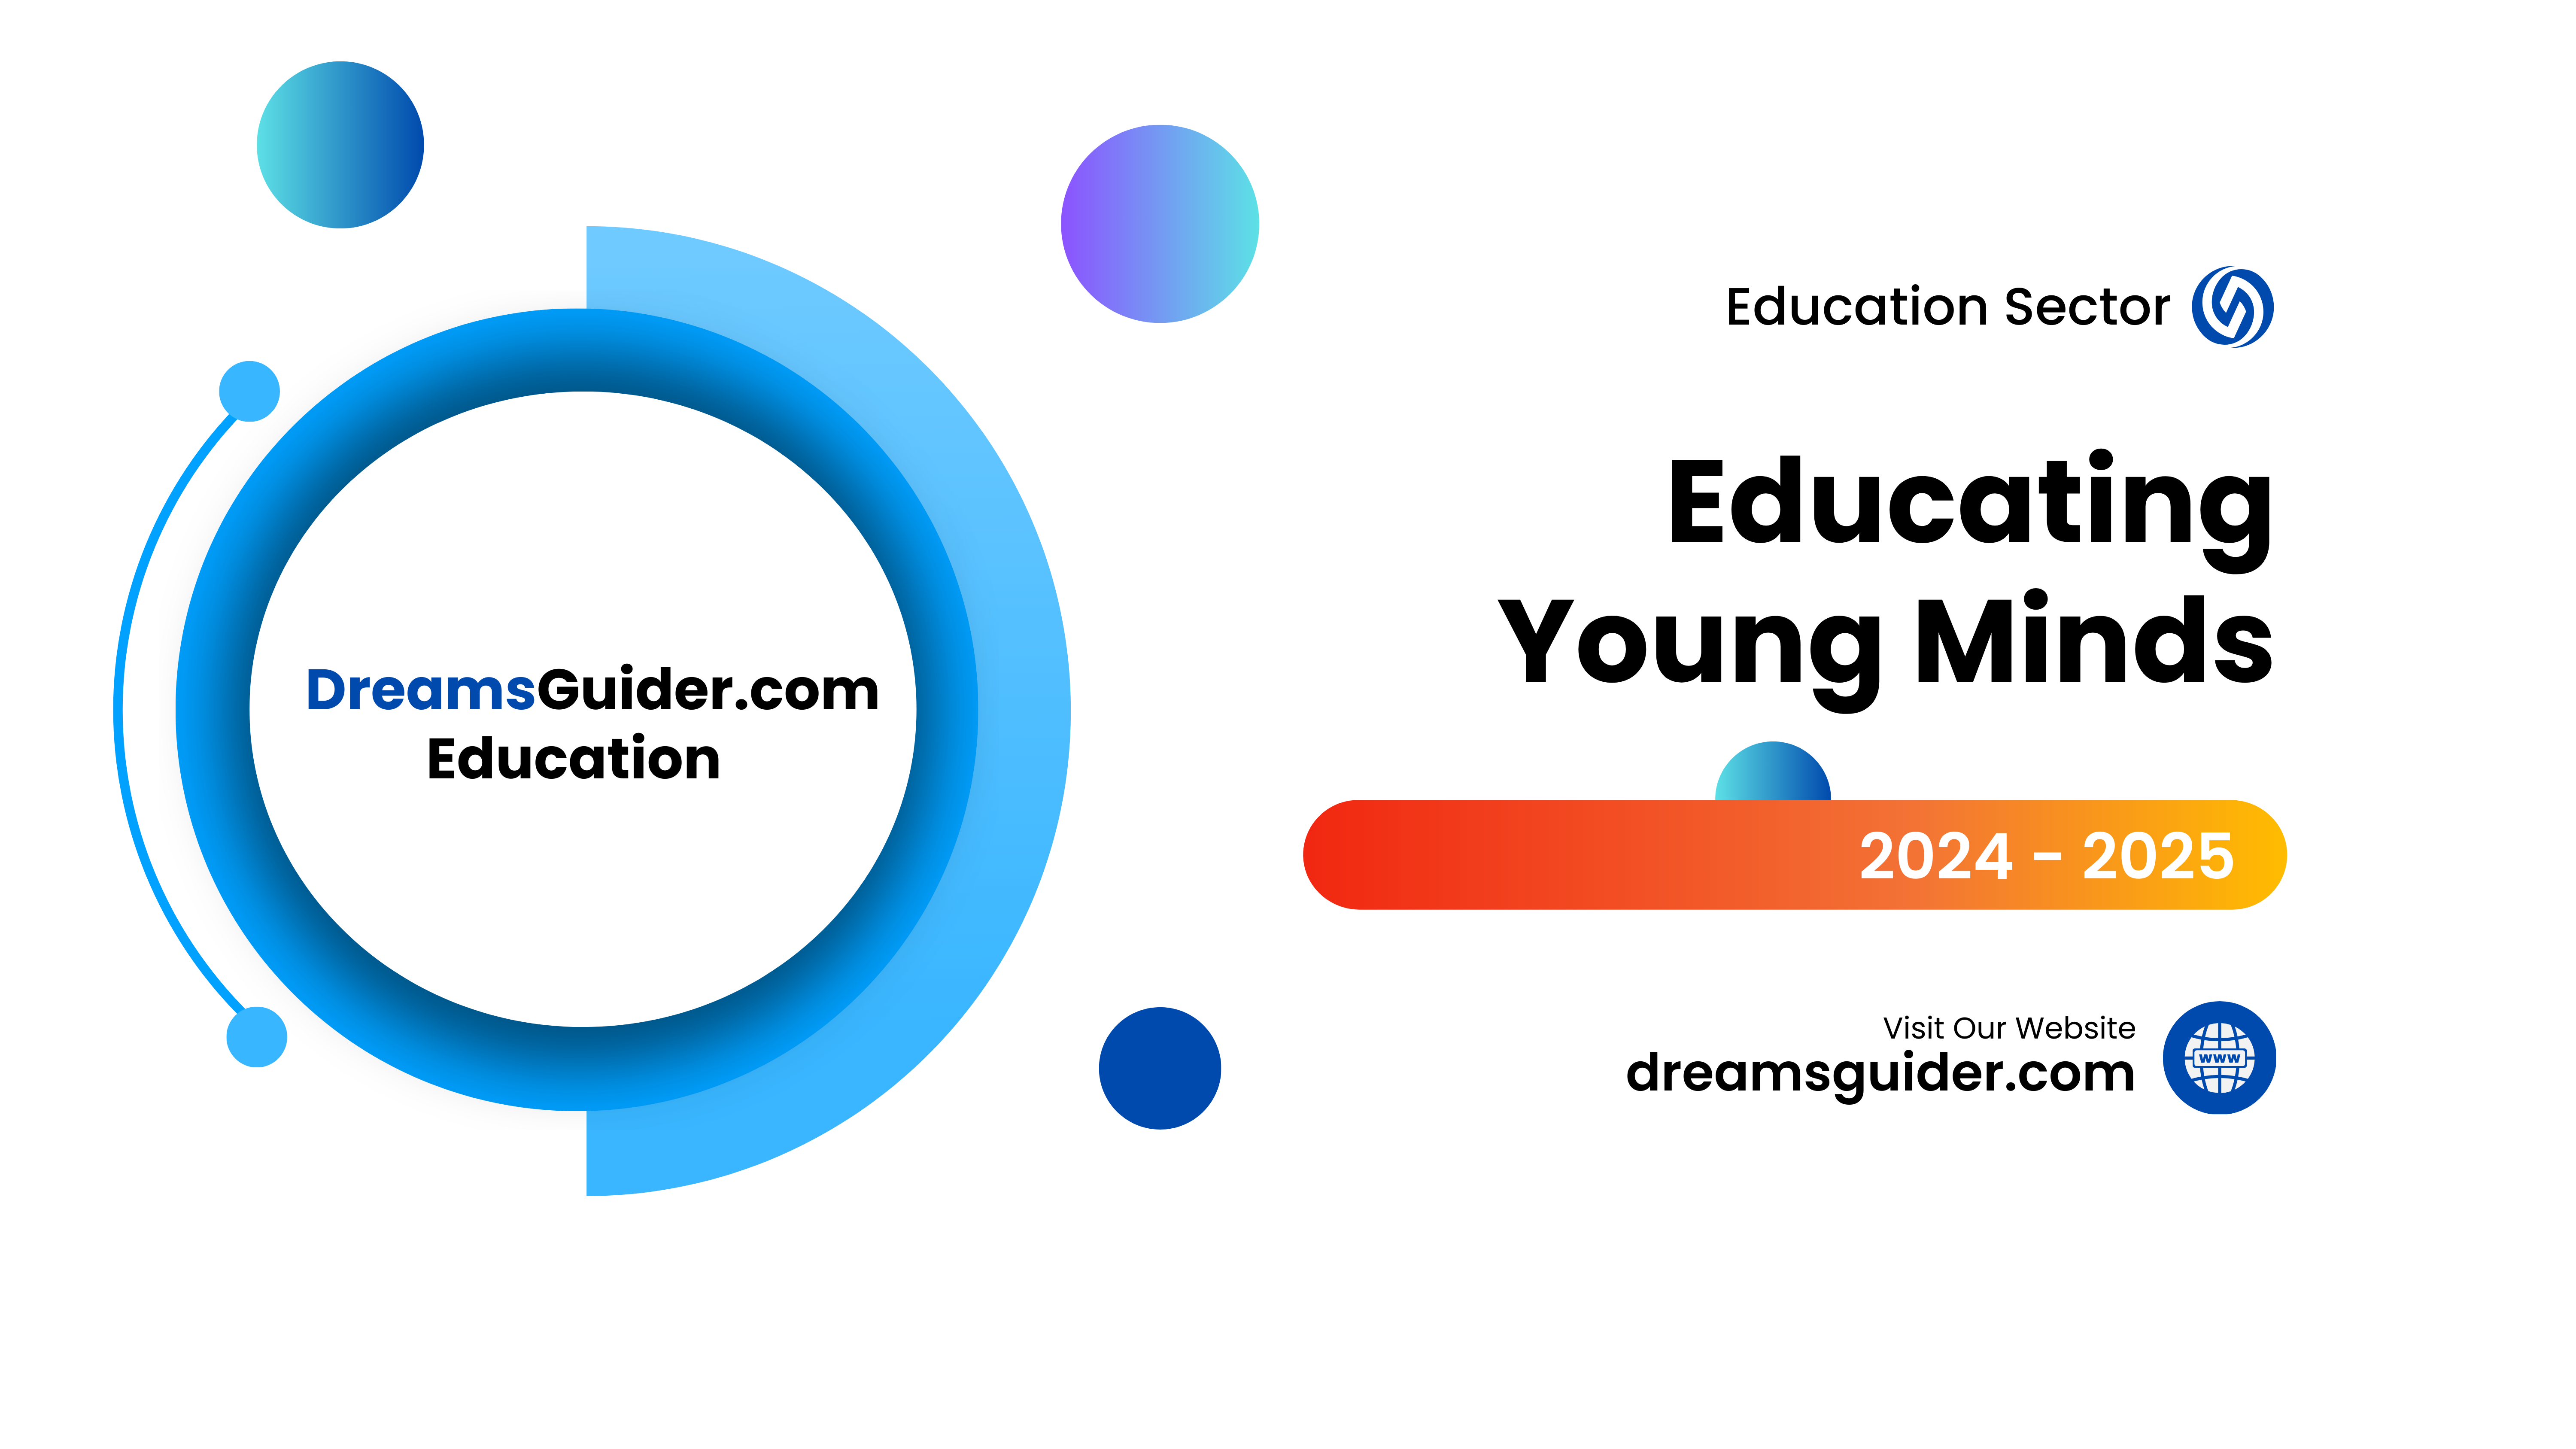 DreamsGuider.com
Education
Education Sector
Educating
Young Minds
2024 - 2025
Visit Our Website
dreamsguider.com
www